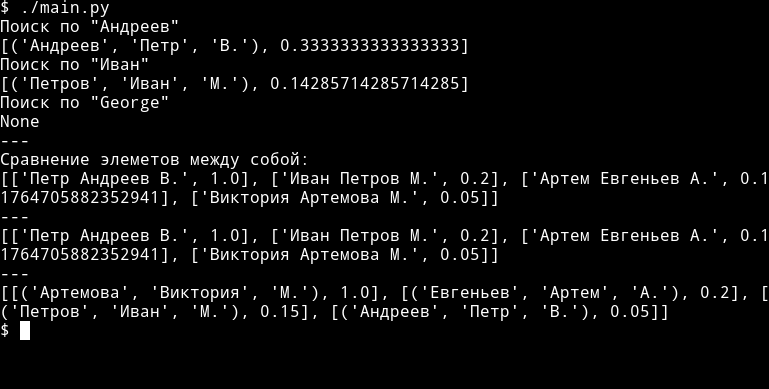 $ ./main.py
Поиск по "Андреев"
[('Андреев', 'Петр', 'В.'), 0.3333333333333333]
Поиск по "Иван"
[('Петров', 'Иван', 'М.'), 0.14285714285714285]
Поиск по "George"
None
---
Сравнение элеметов между собой:
[['Петр Андреев В.', 1.0], ['Иван Петров М.', 0.2], ['Артем Евгеньев А.', 0.1
1764705882352941], ['Виктория Артемова М.', 0.05]]
---
[['Петр Андреев В.', 1.0], ['Иван Петров М.', 0.2], ['Артем Евгеньев А.', 0.1
1764705882352941], ['Виктория Артемова М.', 0.05]]
---
[[('Артемова', 'Виктория', 'М.'), 1.0], [('Евгеньев', 'Артем', 'А.'), 0.2], [
('Петров', 'Иван', 'М.'), 0.15], [('Андреев', 'Петр', 'В.'), 0.05]]
$